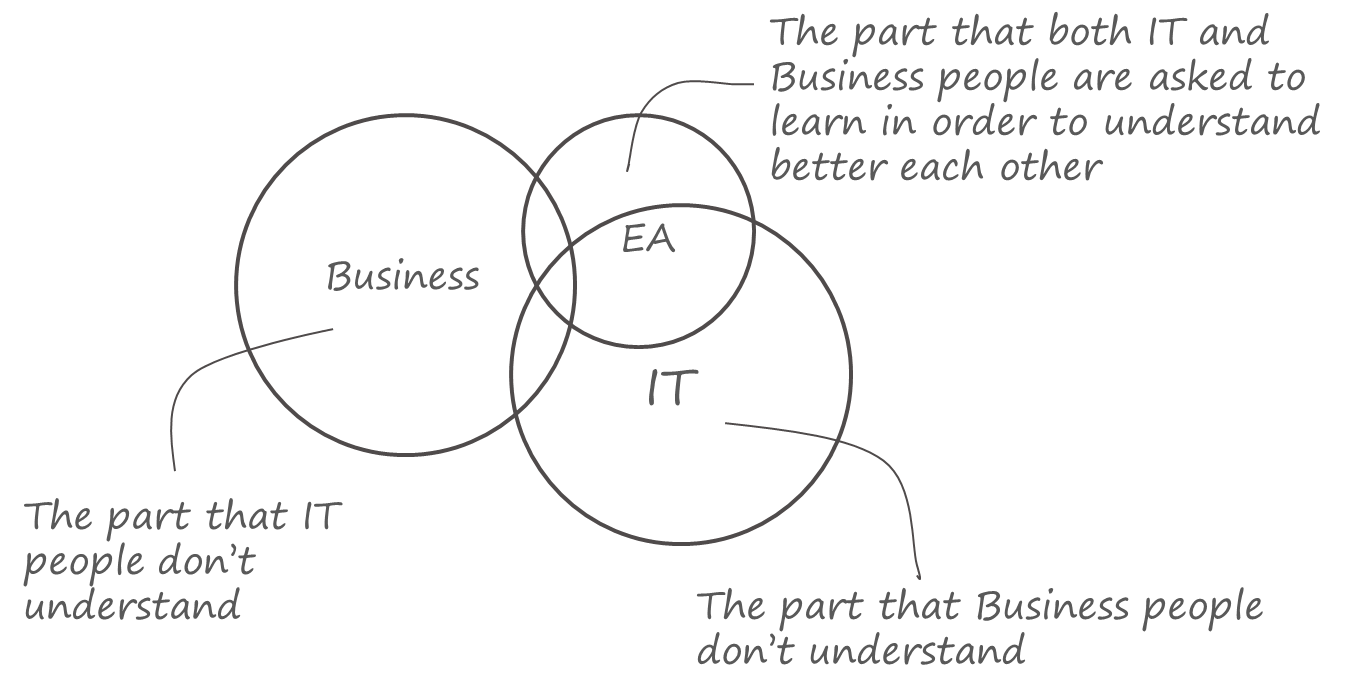 The part that both IT and
Business people are asked to
learn in order to understand
better each other
EA
Business
IT
The part that IT
people don't
understand
The part that Business people
don't understand